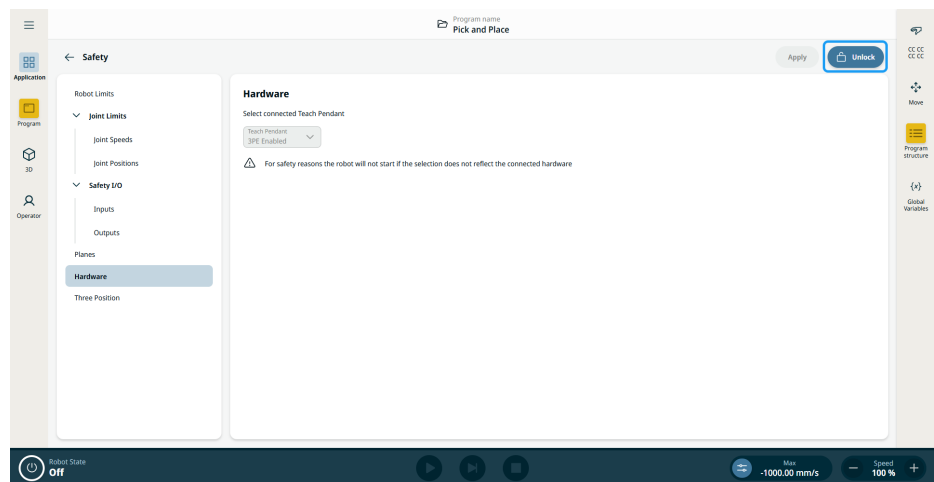 Program name
Pick and Place
Safety
Apply
Unlock
Application
Program
3D
Operator
Robot Limits
Joint Limits
Joint Speeds
Joint Positions
Safety I/O
Inputs
Outputs
Planes
Hardware
Three Position
Hardware
Select connected Teach Pendant
Teach Pendant
3PE Enabled
For safety reasons the robot will not start if the selection does not reflect the connected hardware
CC CC
CC CC
Move
Program
structure
{x}
Global
Variables
Robot State
Off
Max
-1000.00 mm/s
Speed
100 %